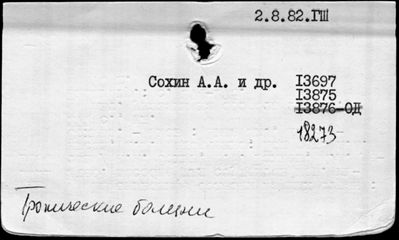 2.8.82.ГШ
Сохин А.А. и др. I3697
I3875
I3876-ОД
18273
Тропические болезни